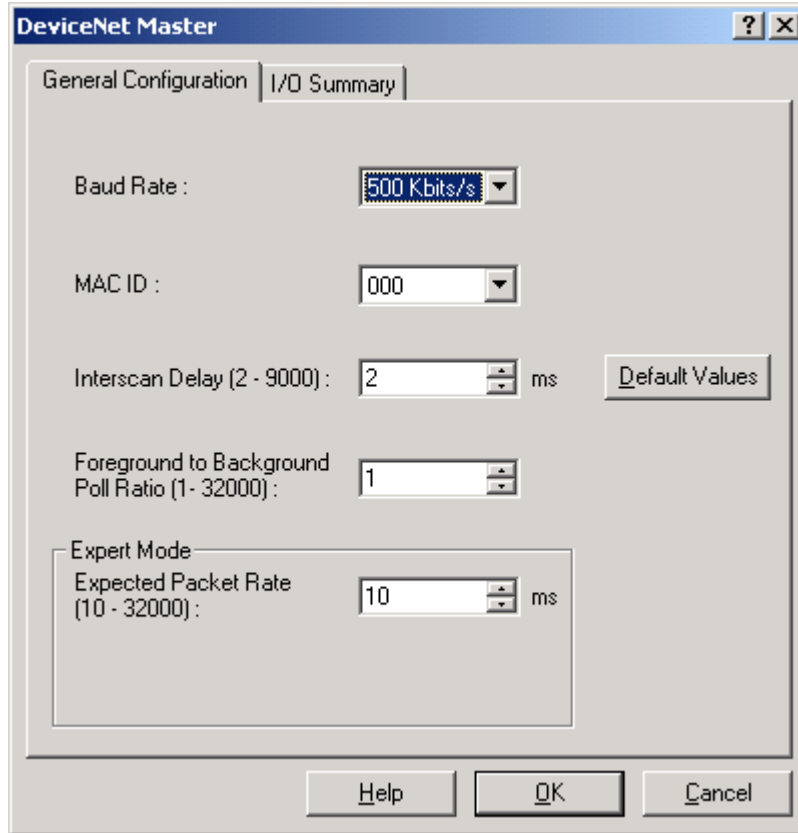 DeviceNet Master
General Configuration
I/O Summary
Baud Rate :
500 Kbits/s
MAC ID :
000
Interscan Delay (2 - 9000) :
2
ms
Default Values
Foreground to Background
Poll Ratio (1- 32000) :
1
Expert Mode
Expected Packet Rate
(10 - 32000) :
10
ms
Help
OK
Cancel